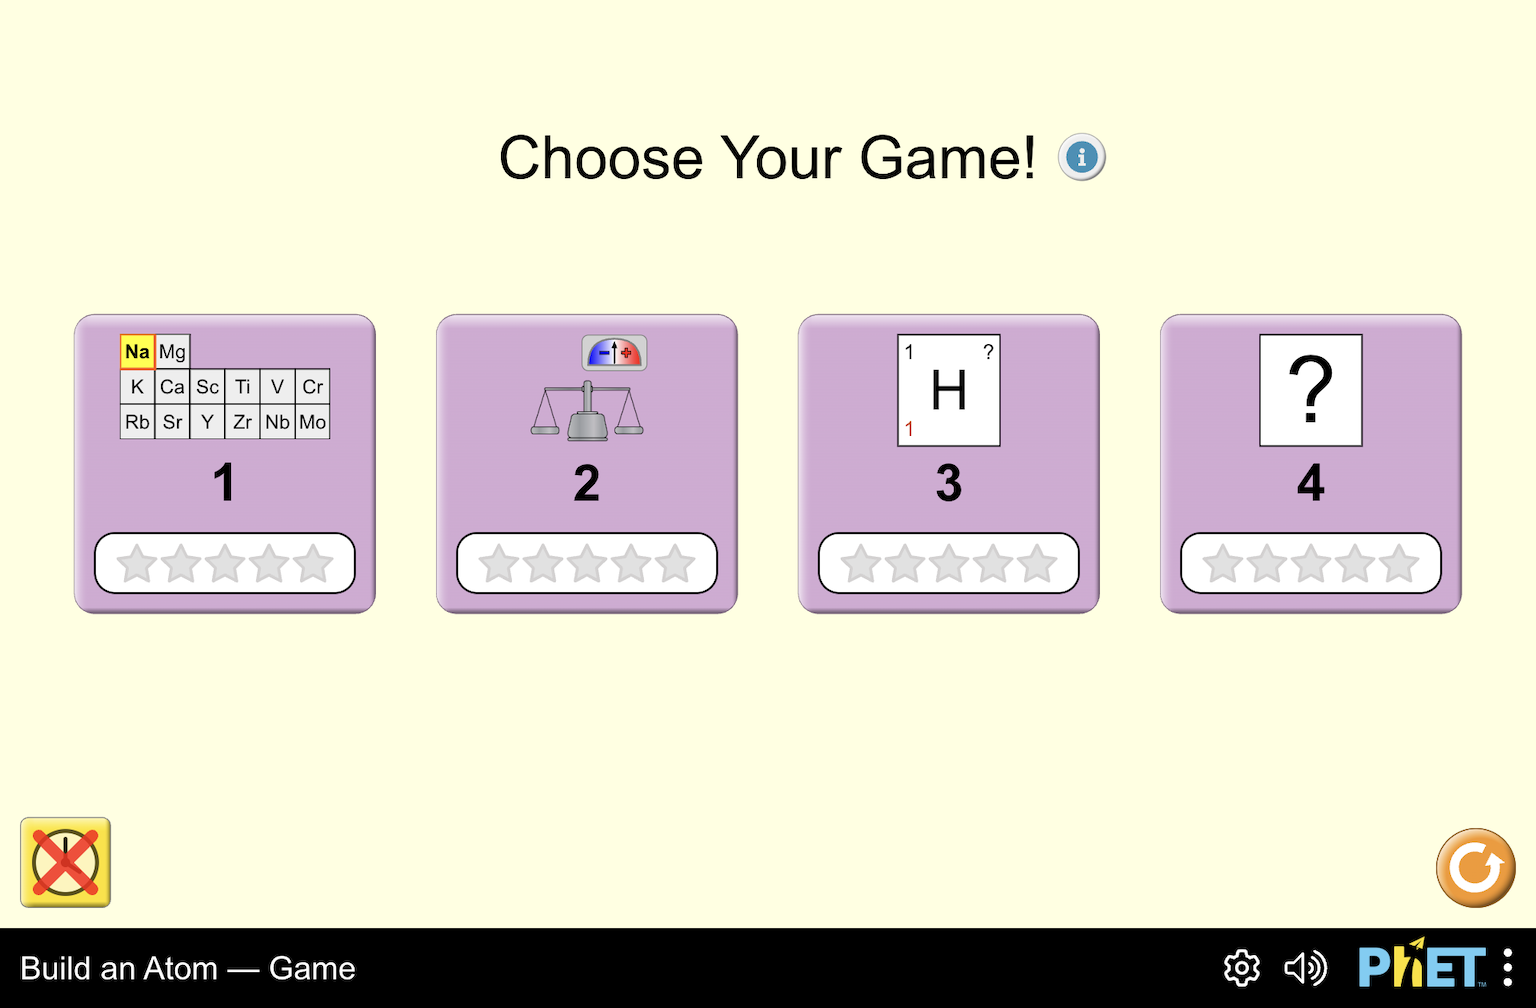 Choose Your Game! i
Na Mg
K Ca Sc Ti V Cr
Rb Sr Y Zr Nb Mo
1
- +
2
1 ?
H
1
3
?
4
Build an Atom — Game
PhET™